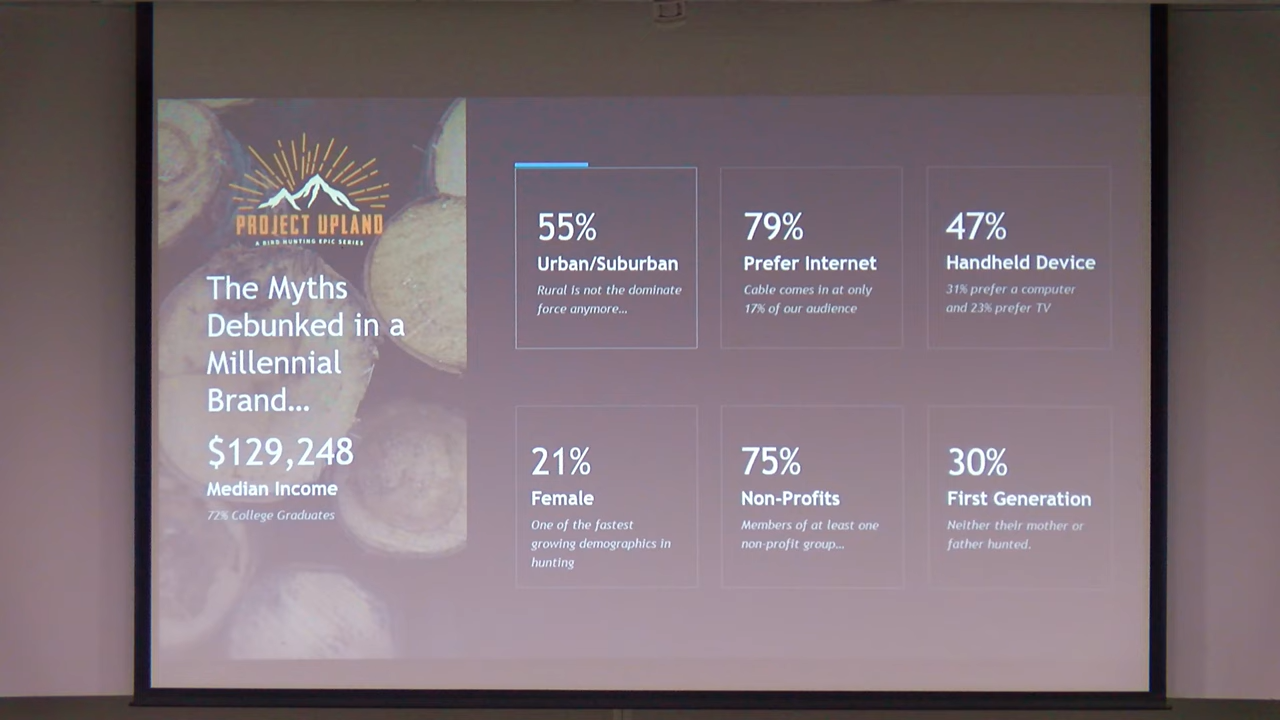 PROJECT UPLAND
A BIRD HUNTING EPIC SERIES
The Myths
Debunked in a
Millennial
Brand...
$129,248
Median Income
72% College Graduates
55%
Urban/Suburban
Rural is not the dominate
force anymore...
79%
Prefer Internet
Cable comes in at only
17% of our audience
47%
Handheld Device
31% prefer a computer
and 23% prefer TV
21%
Female
One of the fastest
growing demographics in
hunting
75%
Non-Profits
Members of at least one
non-profit group...
30%
First Generation
Neither their mother or
father hunted.